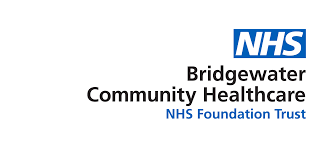 NHS
Bridgewater
Community Healthcare
NHS Foundation Trust